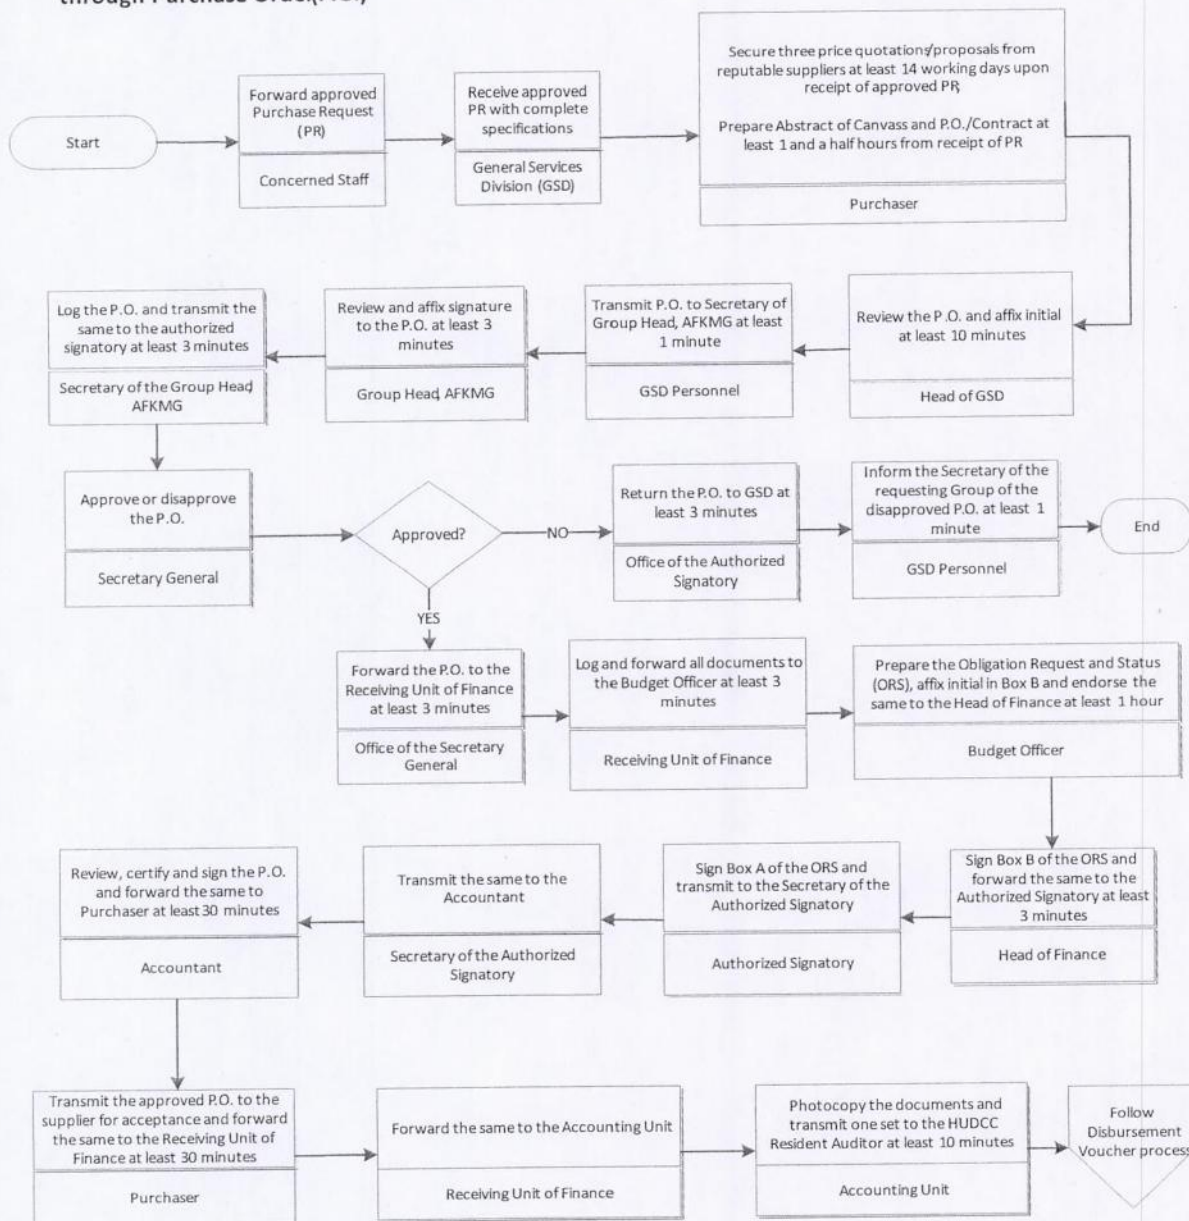 through Purchase Order(P.O.)
Start
Forward approved
Purchase Request
(PR)
Concerned Staff
Receive approved
PR with complete
specifications
General Services
Division (GSD)
Secure three price quotations/proposals from
reputable suppliers at least 14 working days upon
receipt of approved PR
Prepare Abstract of Canvass and P.O./Contract at
least 1 and a half hours from receipt of PR
Purchaser
Review the P.O. and affix initial
at least 10 minutes
Head of GSD
Transmit P.O. to Secretary of
Group Head, AFKMG at least
1 minute
GSD Personnel
Review and affix signature
to the P.O. at least 3
minutes
Group Head, AFKMG
Log the P.O. and transmit the
same to the authorized
signatory at least 3 minutes
Secretary of the Group Head,
AFKMG
Approve or disapprove
the P.O.
Secretary General
Approved?
NO
Return the P.O. to GSD at
least 3 minutes
Office of the Authorized
Signatory
Inform the Secretary of the
requesting Group of the
disapproved P.O. at least 1
minute
GSD Personnel
End
YES
Forward the P.O. to the
Receiving Unit of Finance
at least 3 minutes
Office of the Secretary
General
Log and forward all documents to
the Budget Officer at least 3
minutes
Receiving Unit of Finance
Prepare the Obligation Request and Status
(ORS), affix initial in Box B and endorse the
same to the Head of Finance at least 1 hour
Budget Officer
Sign Box B of the ORS and
forward the same to the
Authorized Signatory at least
3 minutes
Head of Finance
Sign Box A of the ORS and
transmit to the Secretary of the
Authorized Signatory
Authorized Signatory
Transmit the same to the
Accountant
Secretary of the Authorized
Signatory
Review, certify and sign the P.O.
and forward the same to
Purchaser at least 30 minutes
Accountant
Transmit the approved P.O. to the
supplier for acceptance and forward
the same to the Receiving Unit of
Finance at least 30 minutes
Purchaser
Forward the same to the Accounting Unit
Receiving Unit of Finance
Photocopy the documents and
transmit one set to the HUDCC
Resident Auditor at least 10 minutes
Accounting Unit
Follow
Disbursement
Voucher process